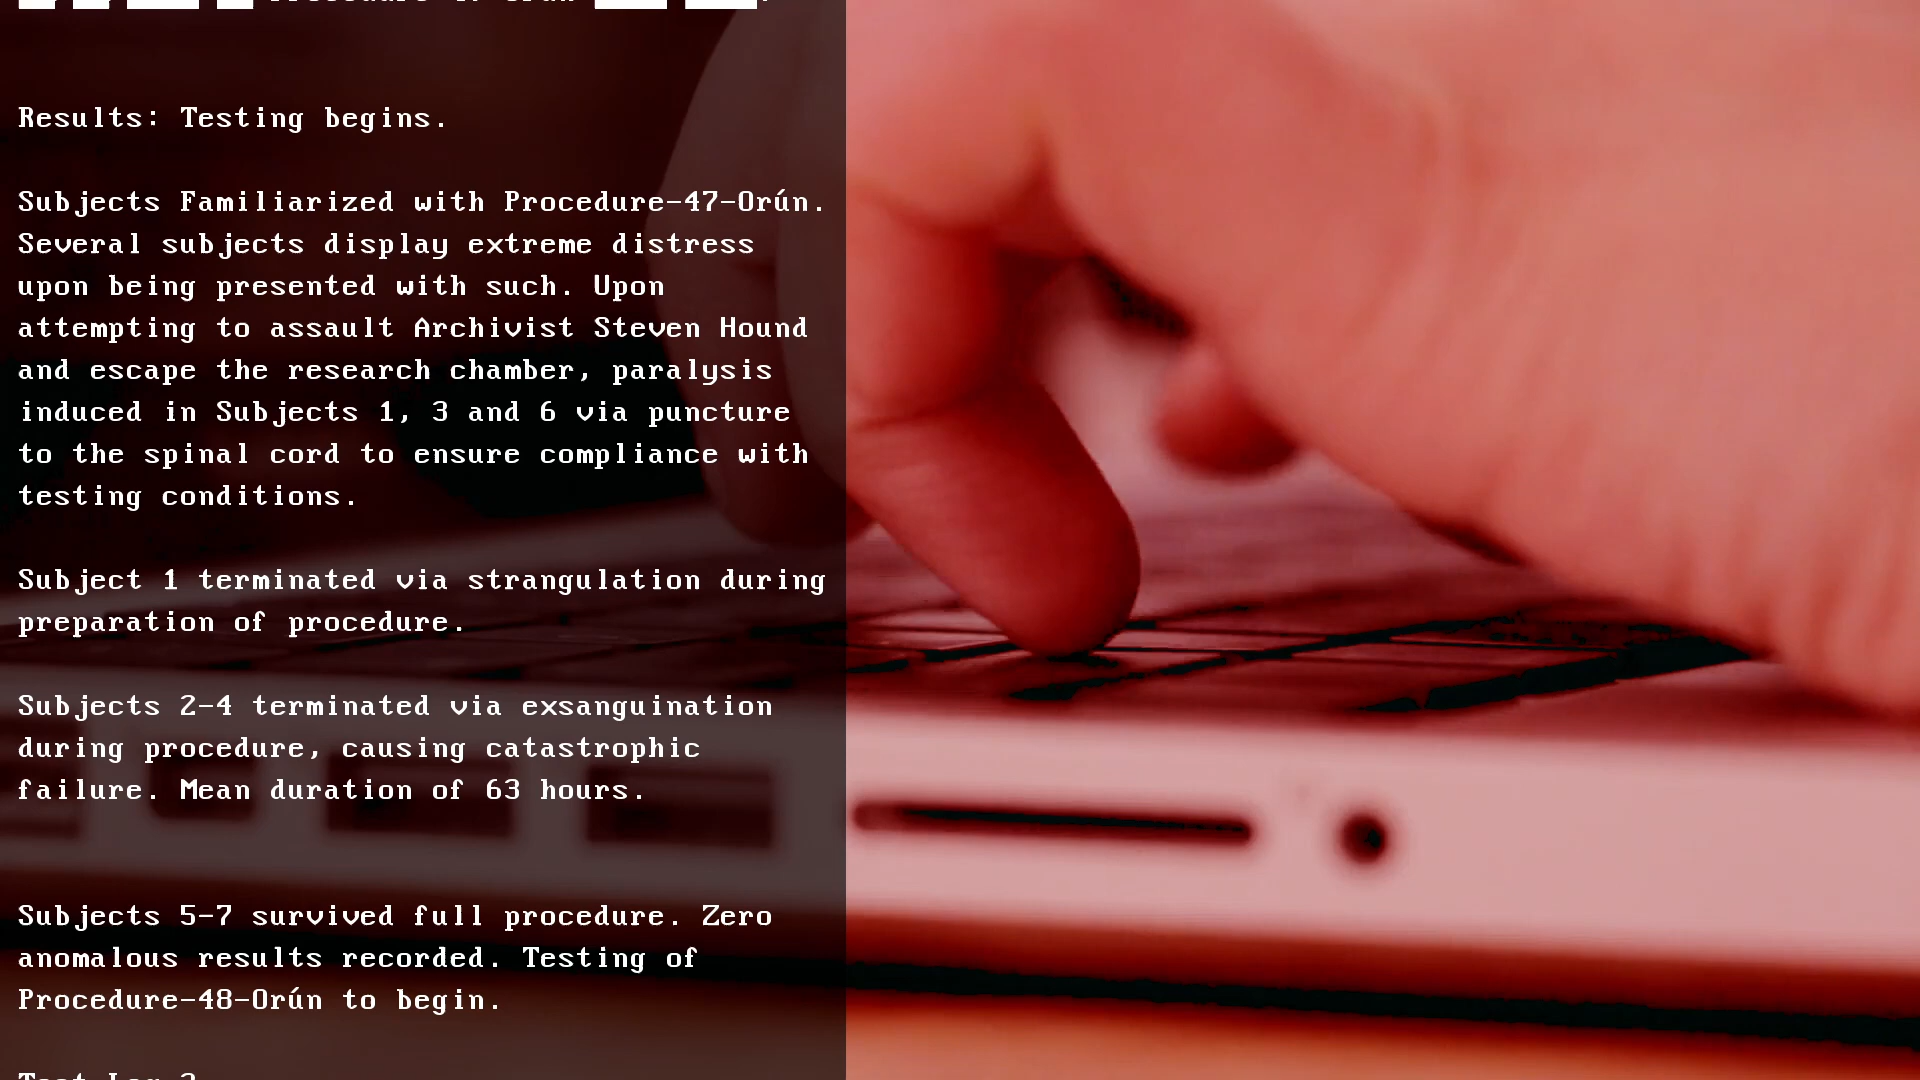 Results: Testing begins.
Subjects Familiarized with Procedure-47-Orún.
Several subjects display extreme distress
upon being presented with such. Upon
attempting to assault Archivist Steven Hound
and escape the research chamber, paralysis
induced in Subjects 1, 3 and 6 via puncture
to the spinal cord to ensure compliance with
testing conditions.
Subject 1 terminated via strangulation during
preparation of procedure.
Subjects 2-4 terminated via exsanguination
during procedure, causing catastrophic
failure. Mean duration of 63 hours.
Subjects 5-7 survived full procedure. Zero
anomalous results recorded. Testing of
Procedure-48-Orún to begin.